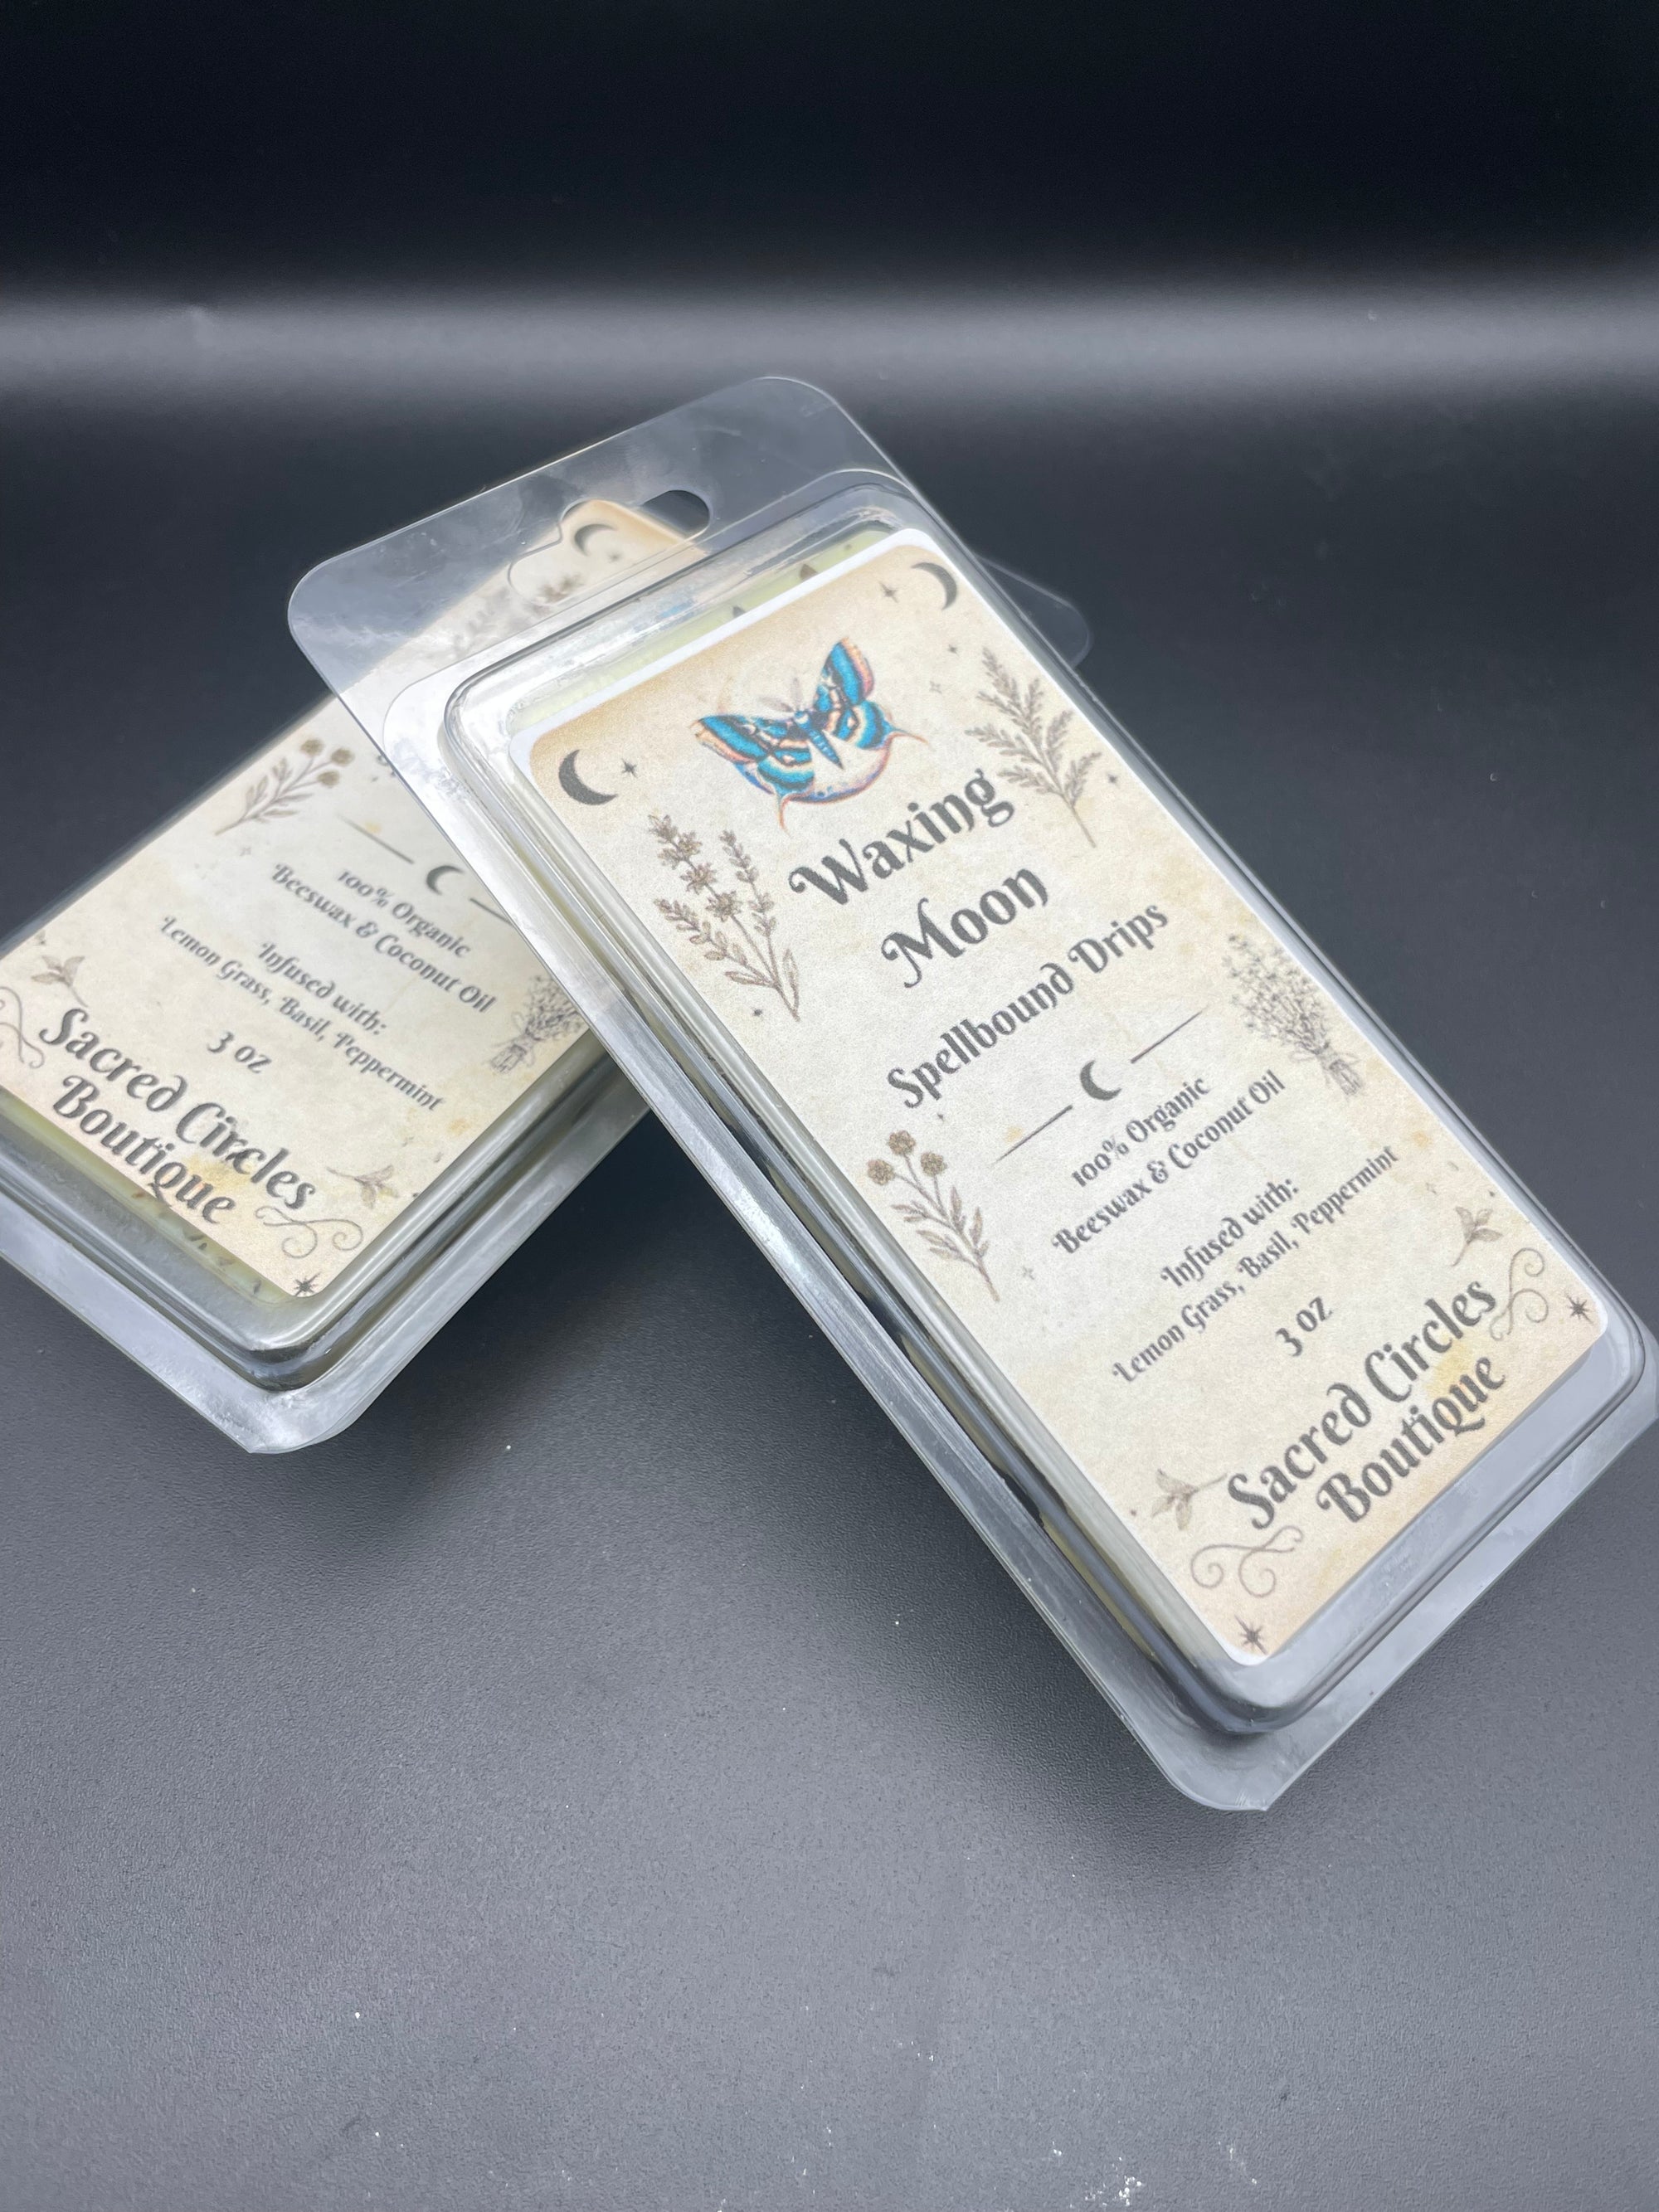 Waxing
Moon
Spellbound Drips
100% Organic
Beeswax & Coconut Oil
Infused with:
Lemon Grass, Basil, Peppermint
3 oz
Sacred Circles
Boutique
100% Organic
Beeswax & Coconut Oil
Infused with:
Lemon Grass, Basil, Peppermint
3 oz
Sacred Circles
Boutique